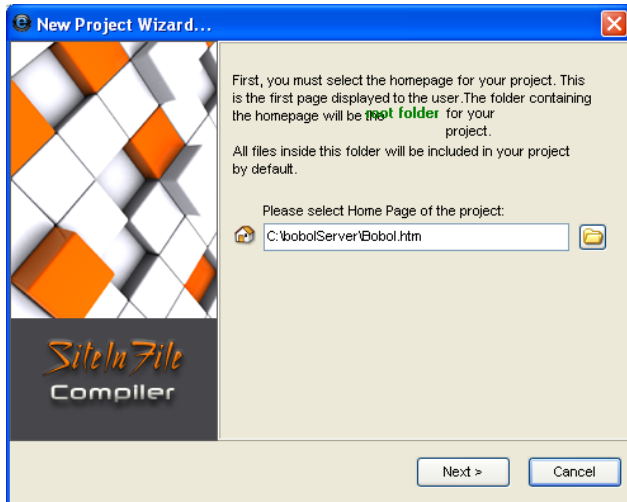 New Project Wizard...
First, you must select the homepage for your project. This
is the first page displayed to the user.The folder containing
the homepage will be the root folder for your
project.
All files inside this folder will be included in your project
by default.
Please select Home Page of the project:
C:\bobolServer\Bobol.htm
SiteInFile
Compiler
Next >
Cancel